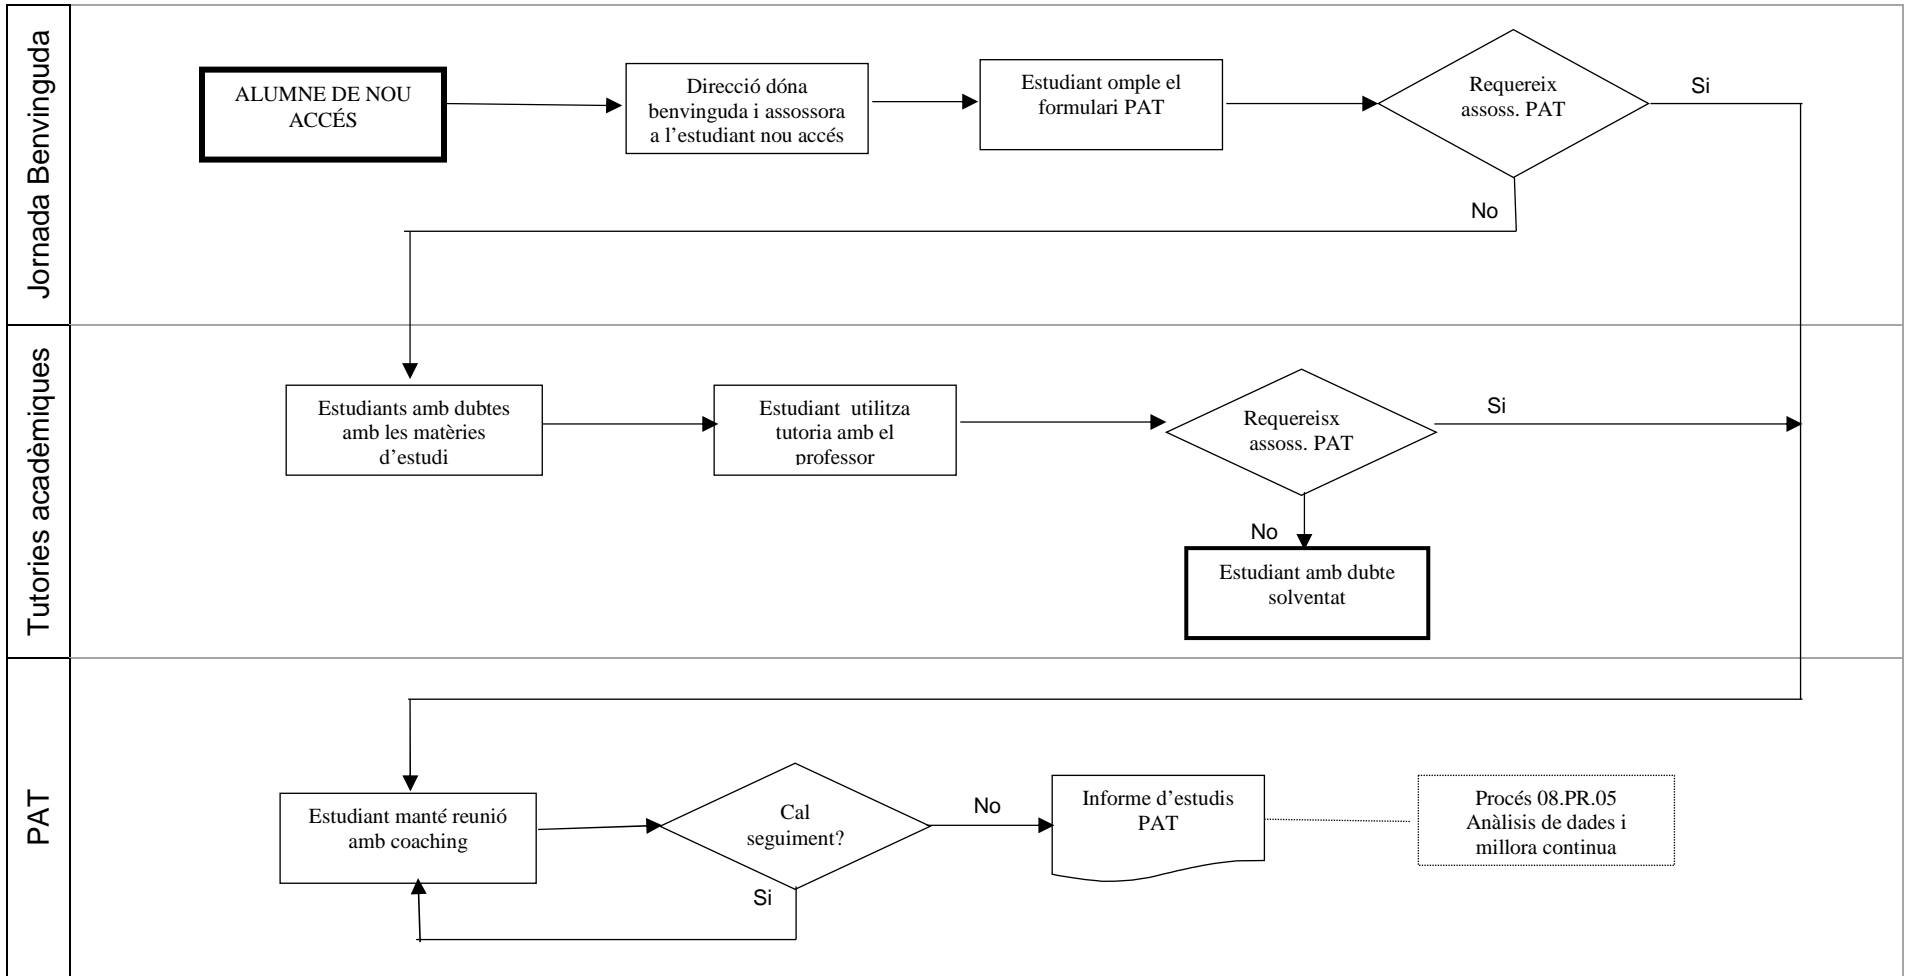 Jornada Benvinguda
ALUMNE DE NOU
ACCÉS
Direcció dóna
benvinguda i assossora
a l'estudiant nou accés
Estudiant omple el
formulari PAT
Requereix
assoss. PAT
Si
No
Tutories acadèmiques
Estudiants amb dubtes
amb les matèries
d'estudi
Estudiant utilitza
tutoria amb el
professor
Requereisx
assoss. PAT
Si
No
Estudiant amb dubte
solventat
PAT
Estudiant manté reunió
amb coaching
Cal
seguiment?
No
Si
Informe d'estudis
PAT
Procés 08.PR.05
Anàlisis de dades i
millora continua